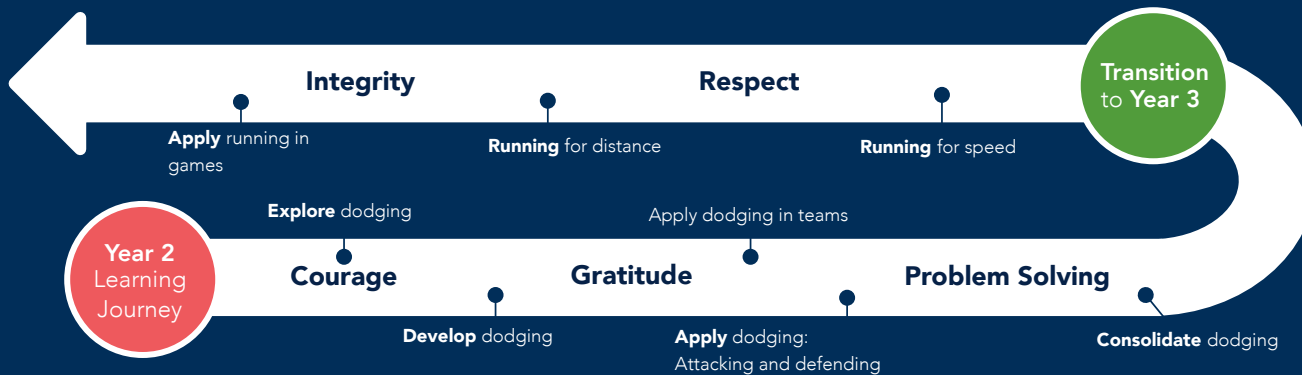 Integrity
Respect
Transition
to Year 3
Apply running in
games
Running for distance
Running for speed
Explore dodging
Apply dodging in teams
Year 2
Learning
Journey
Courage
Gratitude
Problem Solving
Develop dodging
Apply dodging:
Attacking and defending
Consolidate dodging